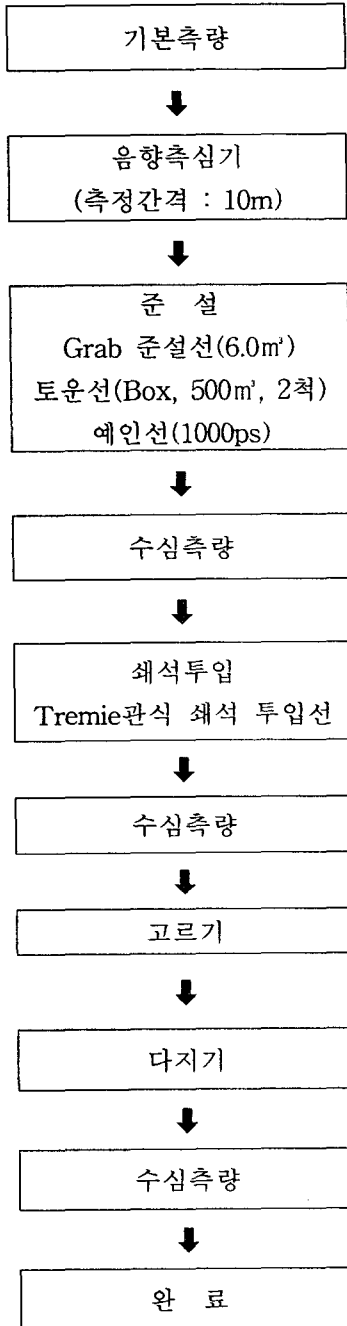 기본측량
음향측심기
(측정간격 : 10m)
준 설
Grab 준설선(6.0㎥)
토운선(Box, 500㎥, 2척)
예인선(1000ps)
수심측량
쇄석투입
Tremie관식 쇄석 투입선
수심측량
고르기
다지기
수심측량
완 료